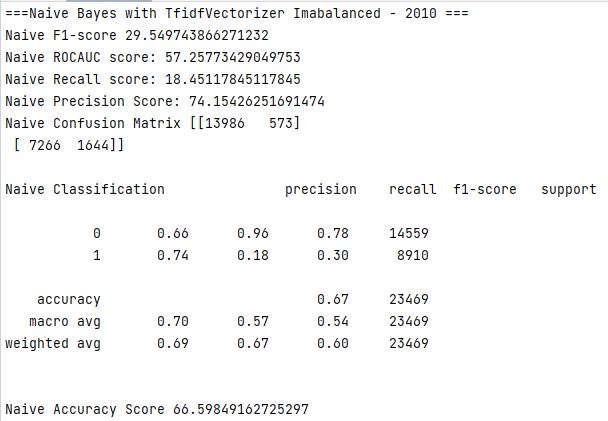 ===Naive Bayes with TfidfVectorizer Imabalanced - 2010 ===
Naive F1-score 29.549743866271232
Naive ROCAUC score: 57.25773429049753
Naive Recall score: 18.45117845117845
Naive Precision Score: 74.15426251691474
Naive Confusion Matrix [[13986   573]
 [ 7266  1644]]
Naive Classification               precision    recall  f1-score   support
           0       0.66      0.96      0.78     14559
           1       0.74      0.18      0.30      8910
    accuracy                           0.67     23469
   macro avg       0.70      0.57      0.54     23469
weighted avg       0.69      0.67      0.60     23469
Naive Accuracy Score 66.59849162725297